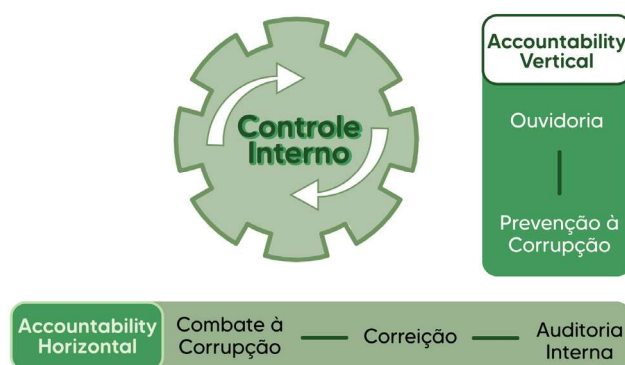 Controle
Interno
Accountability
Vertical
Ouvidoria
Prevenção à
Corrupção
Accountability
Horizontal
Combate à
Corrupção
Correição
Auditoria
Interna